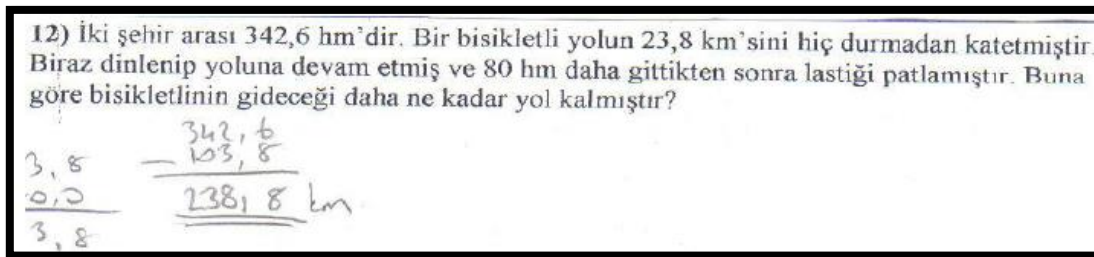 12) İki şehir arası 342,6 hm'dir. Bir bisikletli yolun 23,8 km'sini hiç durmadan katetmiştir.
Biraz dinlenip yoluna devam etmiş ve 80 hm daha gittikten sonra lastiği patlamıştır. Buna
göre bisikletlinin gideceği daha ne kadar yol kalmıştır?
342,6
3,8 — 103,8
0,0 238,8 km
3,8